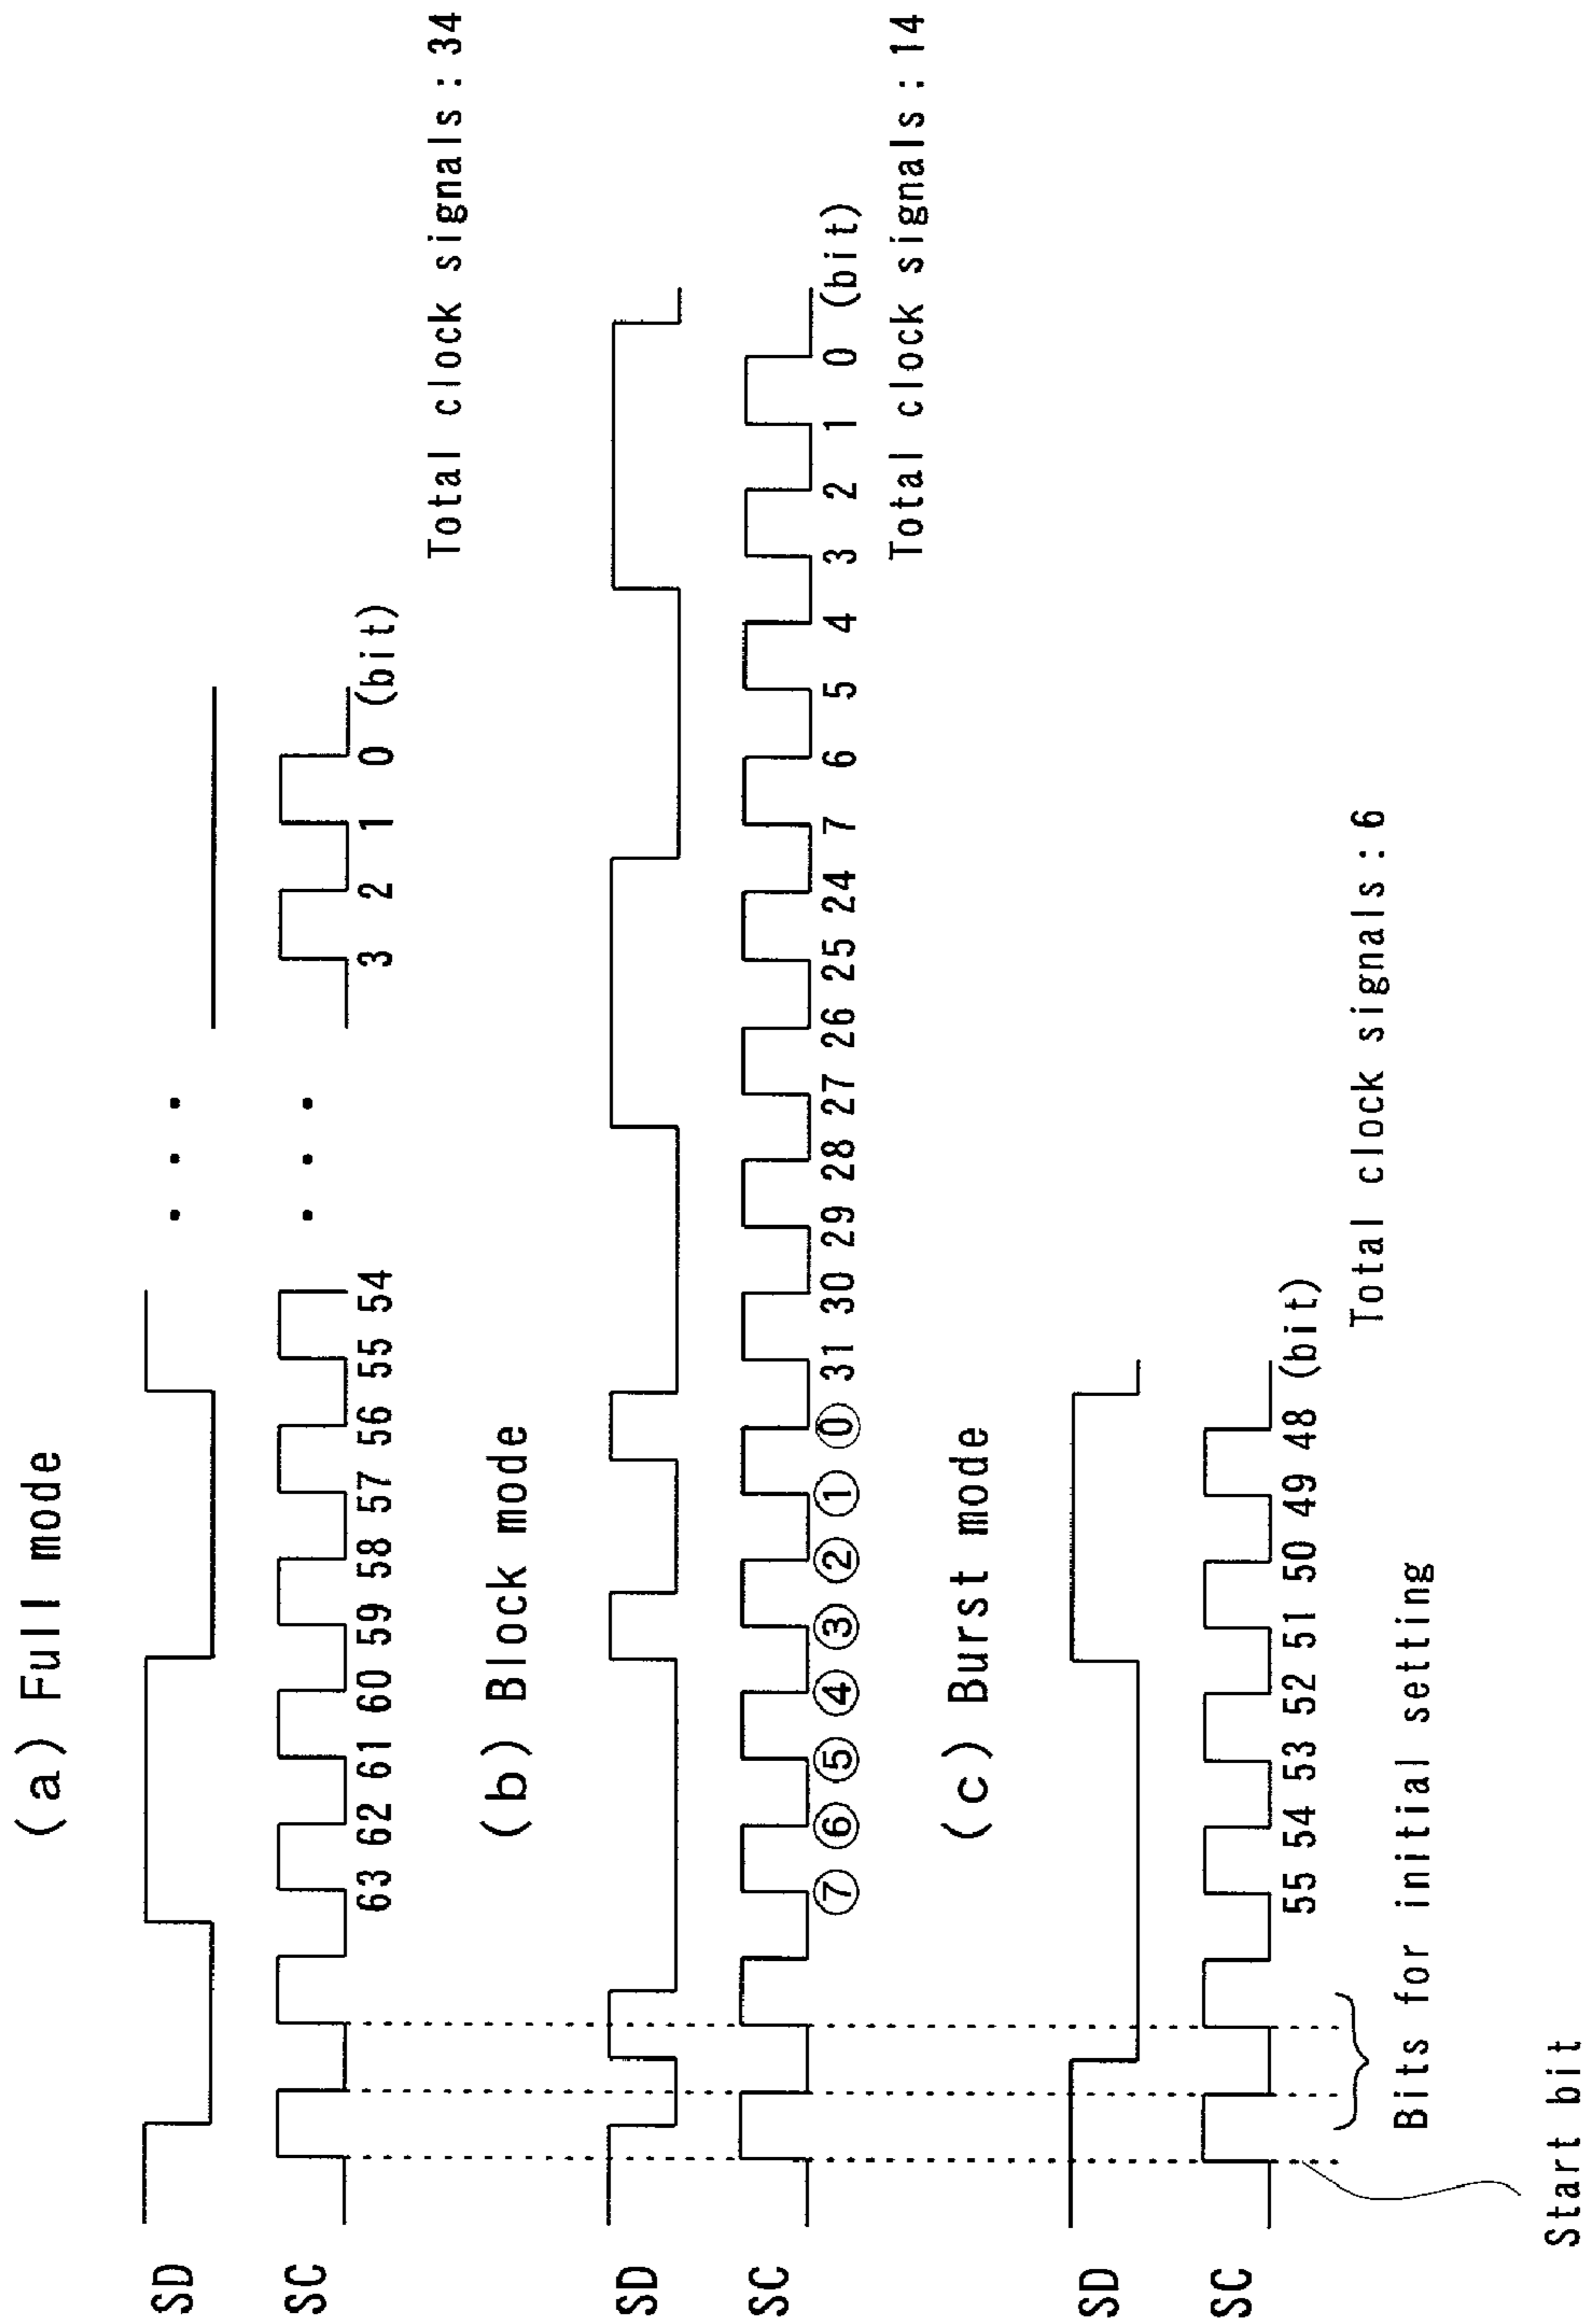 (a) Full mode
SD
SC
63 62 61 60 59 58 57 56 55 54 3 2 1 0 (bit)
Total clock signals : 34
(b) Block mode
SD
SC
⑦ ⑥ ⑤ ④ ③ ② ① ⓪ 31 30 29 28 27 26 25 24 7 6 5 4 3 2 1 0 (bit)
Total clock signals : 14
(c) Burst mode
SD
SC
55 54 53 52 51 50 49 48 (bit)
Total clock signals : 6
Bits for initial setting
Start bit